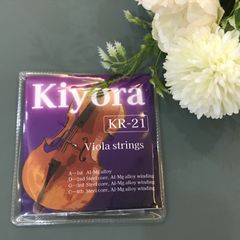 Kiyora
KR-21
Viola strings
A—1st Al-Mg alloy
D—2nd Steel core, Al-Mg alloy winding
G—3rd Steel core, Al-Mg alloy winding
C—4th Steel core, Al-Mg alloy winding